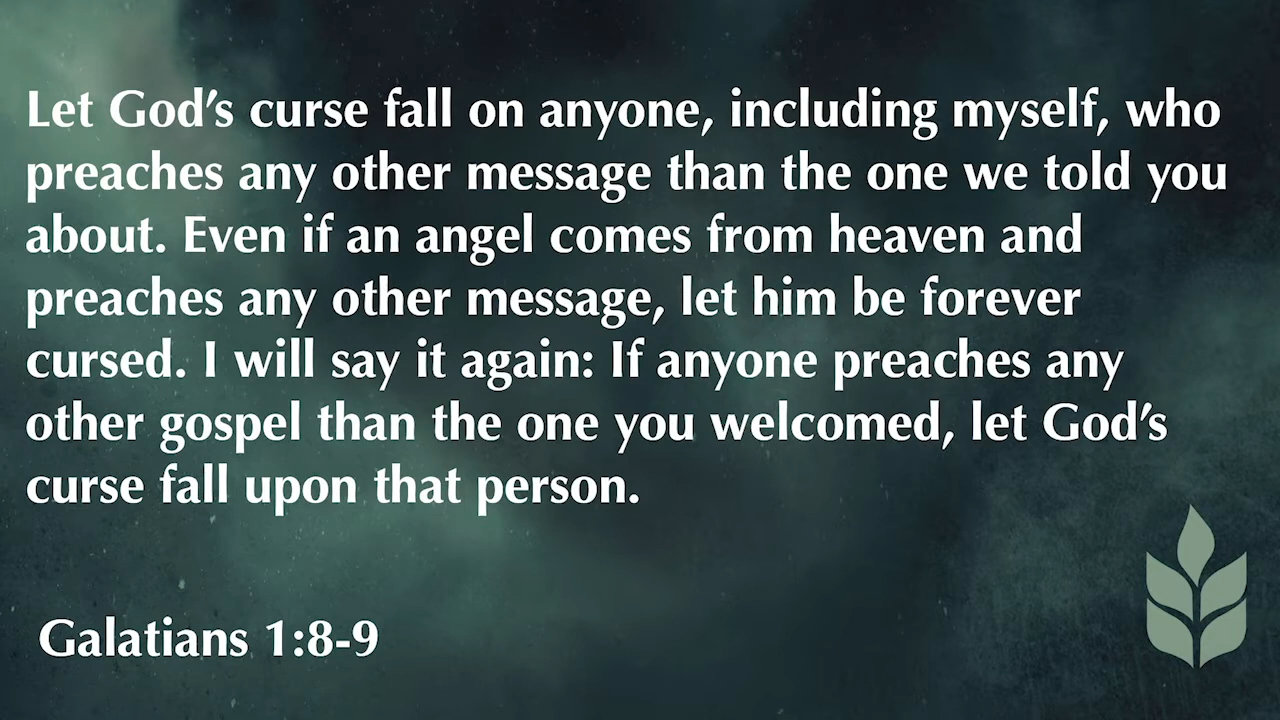 Let God’s curse fall on anyone, including myself, who
preaches any other message than the one we told you
about. Even if an angel comes from heaven and
preaches any other message, let him be forever
cursed. I will say it again: If anyone preaches any
other gospel than the one you welcomed, let God’s
curse fall upon that person.
Galatians 1:8-9